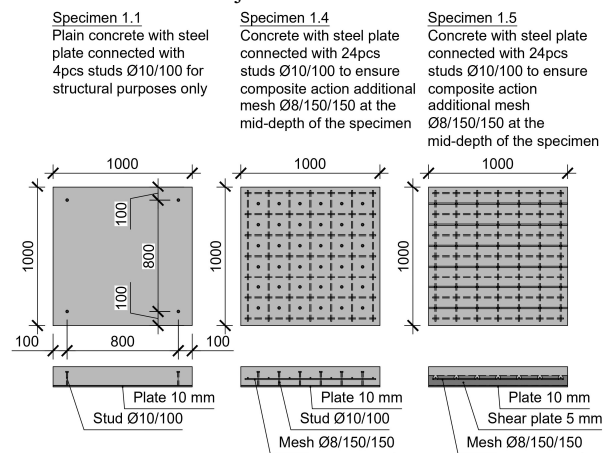 Specimen 1.1
Plain concrete with steel
plate connected with
4pcs studs Ø10/100 for
structural purposes only
Specimen 1.4
Concrete with steel plate
connected with 24pcs
studs Ø10/100 to ensure
composite action additional
mesh Ø8/150/150 at the
mid-depth of the specimen
Specimen 1.5
Concrete with steel plate
connected with 24pcs
studs Ø10/100 to ensure
composite action
additional mesh
Ø8/150/150 at the
mid-depth of the specimen
1000
1000
1000
1000
100
800
100
1000
1000
100
800
100
Plate 10 mm
Stud Ø10/100
Plate 10 mm
Stud Ø10/100
Mesh Ø8/150/150
Plate 10 mm
Shear plate 5 mm
Mesh Ø8/150/150